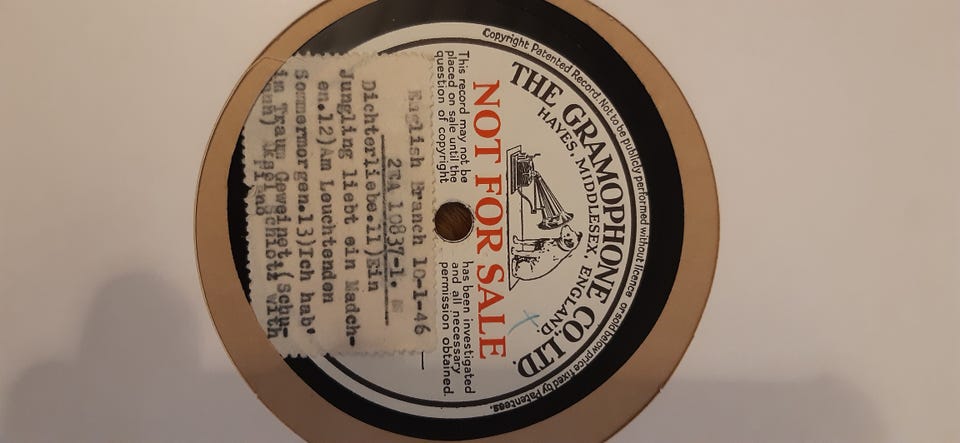 Copyright Patented Record. Not to be publicly performed without licence or sold below price fixed by Patentees.
THE GRAMOPHONE CO. LTD.
HAYES, MIDDLESEX, ENGLAND
NOT FOR SALE
This record may not be
placed on sale until the
question of copyright
has been investigated
and all necessary
permission obtained.
English Branch 10-1-46
2EA 10837-1.
Dichterliebe.11)Ein
Jungling liebt ein Madch-
en.12)Am Leuchtenden
Sommermorgen.13)Ich hab'
im Traum Geweinet(Schu-
mann) Aksel Schiotz with
piano